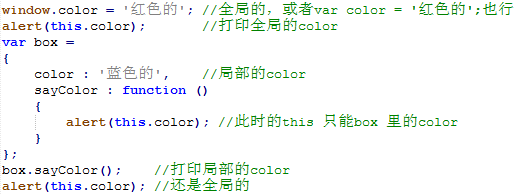 window.color = '红色的'; //全局的，或者var color = '红色的';也行
alert(this.color);        //打印全局的color
var box =
{
    color : '蓝色的',    //局部的color
    sayColor : function ()
    {
        alert(this.color); //此时的this 只能box 里的color
    }
};
box.sayColor();    //打印局部的color
alert(this.color); //还是全局的